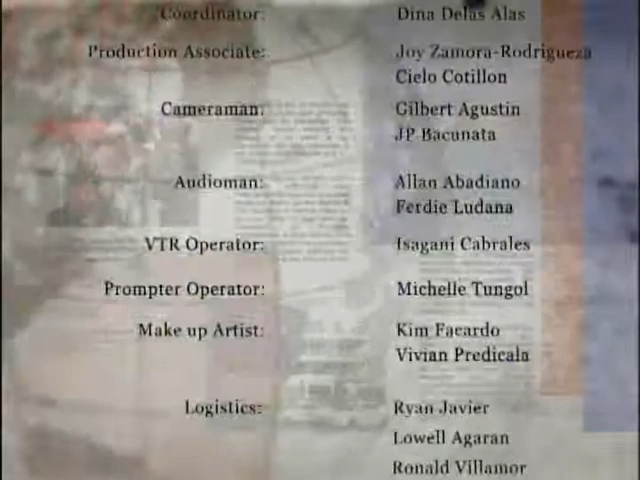 Coordinator: Dina Delas Alas
Production Associate: Joy Zamora-Rodrigueza
Cielo Cotillon
Cameraman: Gilbert Agustin
JP Bacunata
Audioman: Allan Abadiano
Ferdie Ludana
VTR Operator: Isagani Cabrales
Prompter Operator: Michelle Tungol
Make up Artist: Kim Facardo
Vivian Predicala
Logistics: Ryan Javier
Lowell Agaran
Ronald Villamor